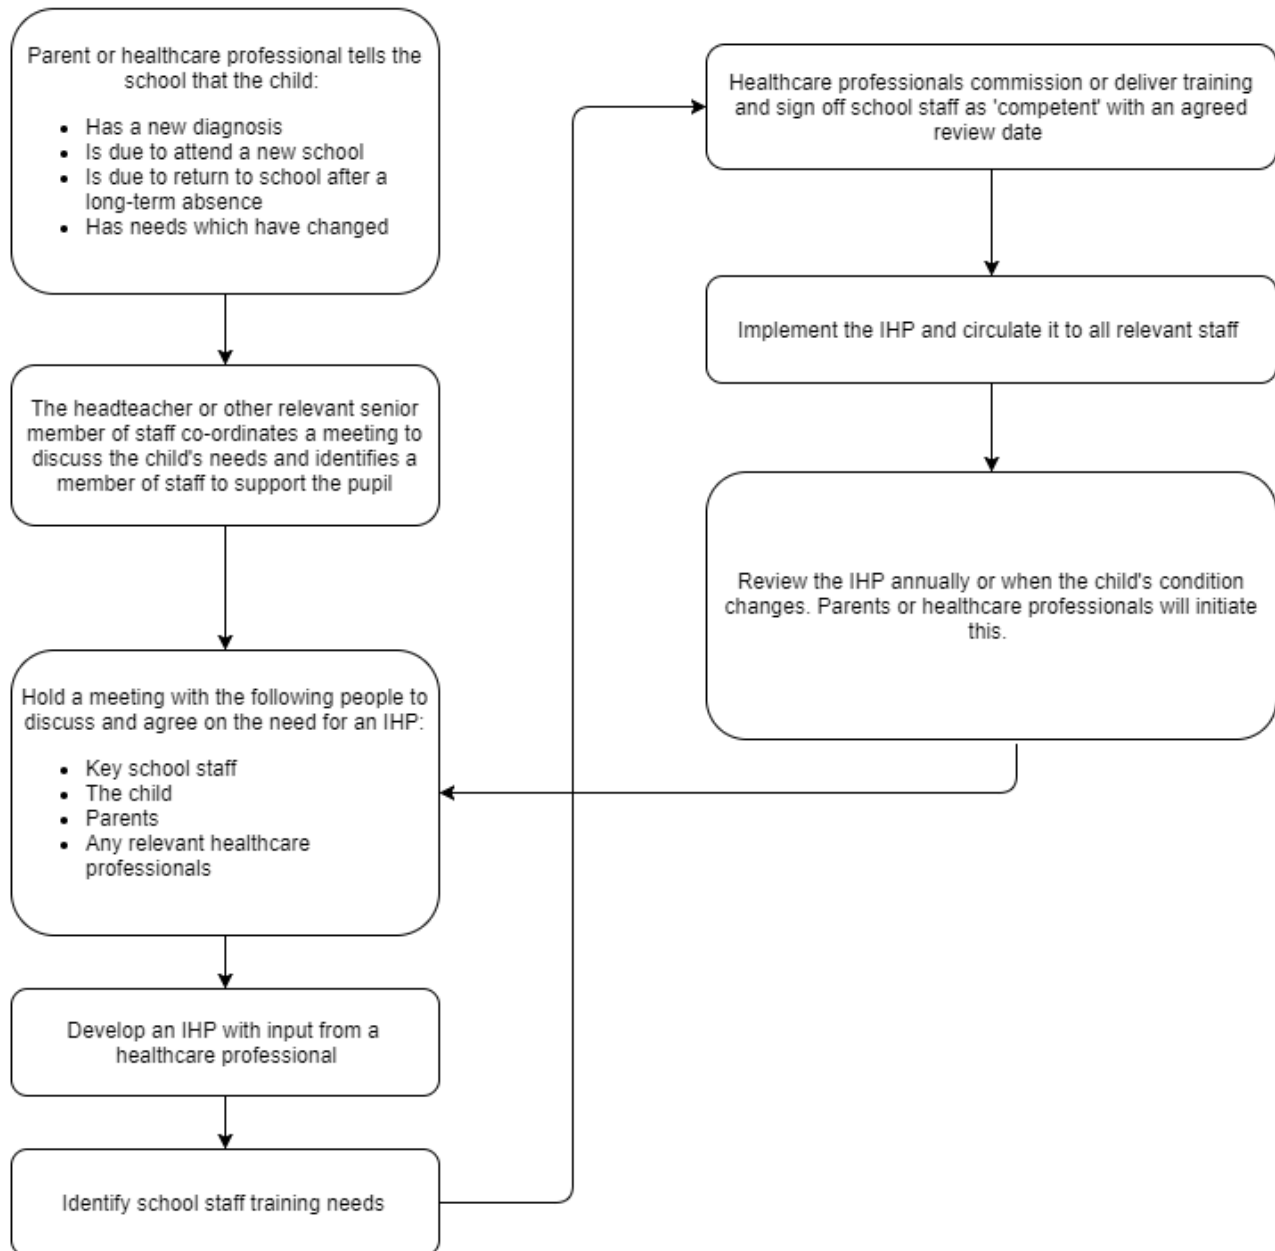 Parent or healthcare professional tells the
school that the child:
• Has a new diagnosis
• Is due to attend a new school
• Is due to return to school after a
long-term absence
• Has needs which have changed
The headteacher or other relevant senior
member of staff co-ordinates a meeting to
discuss the child's needs and identifies a
member of staff to support the pupil
Hold a meeting with the following people to
discuss and agree on the need for an IHP:
• Key school staff
• The child
• Parents
• Any relevant healthcare
professionals
Develop an IHP with input from a
healthcare professional
Identify school staff training needs
Healthcare professionals commission or deliver training
and sign off school staff as 'competent' with an agreed
review date
Implement the IHP and circulate it to all relevant staff
Review the IHP annually or when the child's condition
changes. Parents or healthcare professionals will initiate
this.